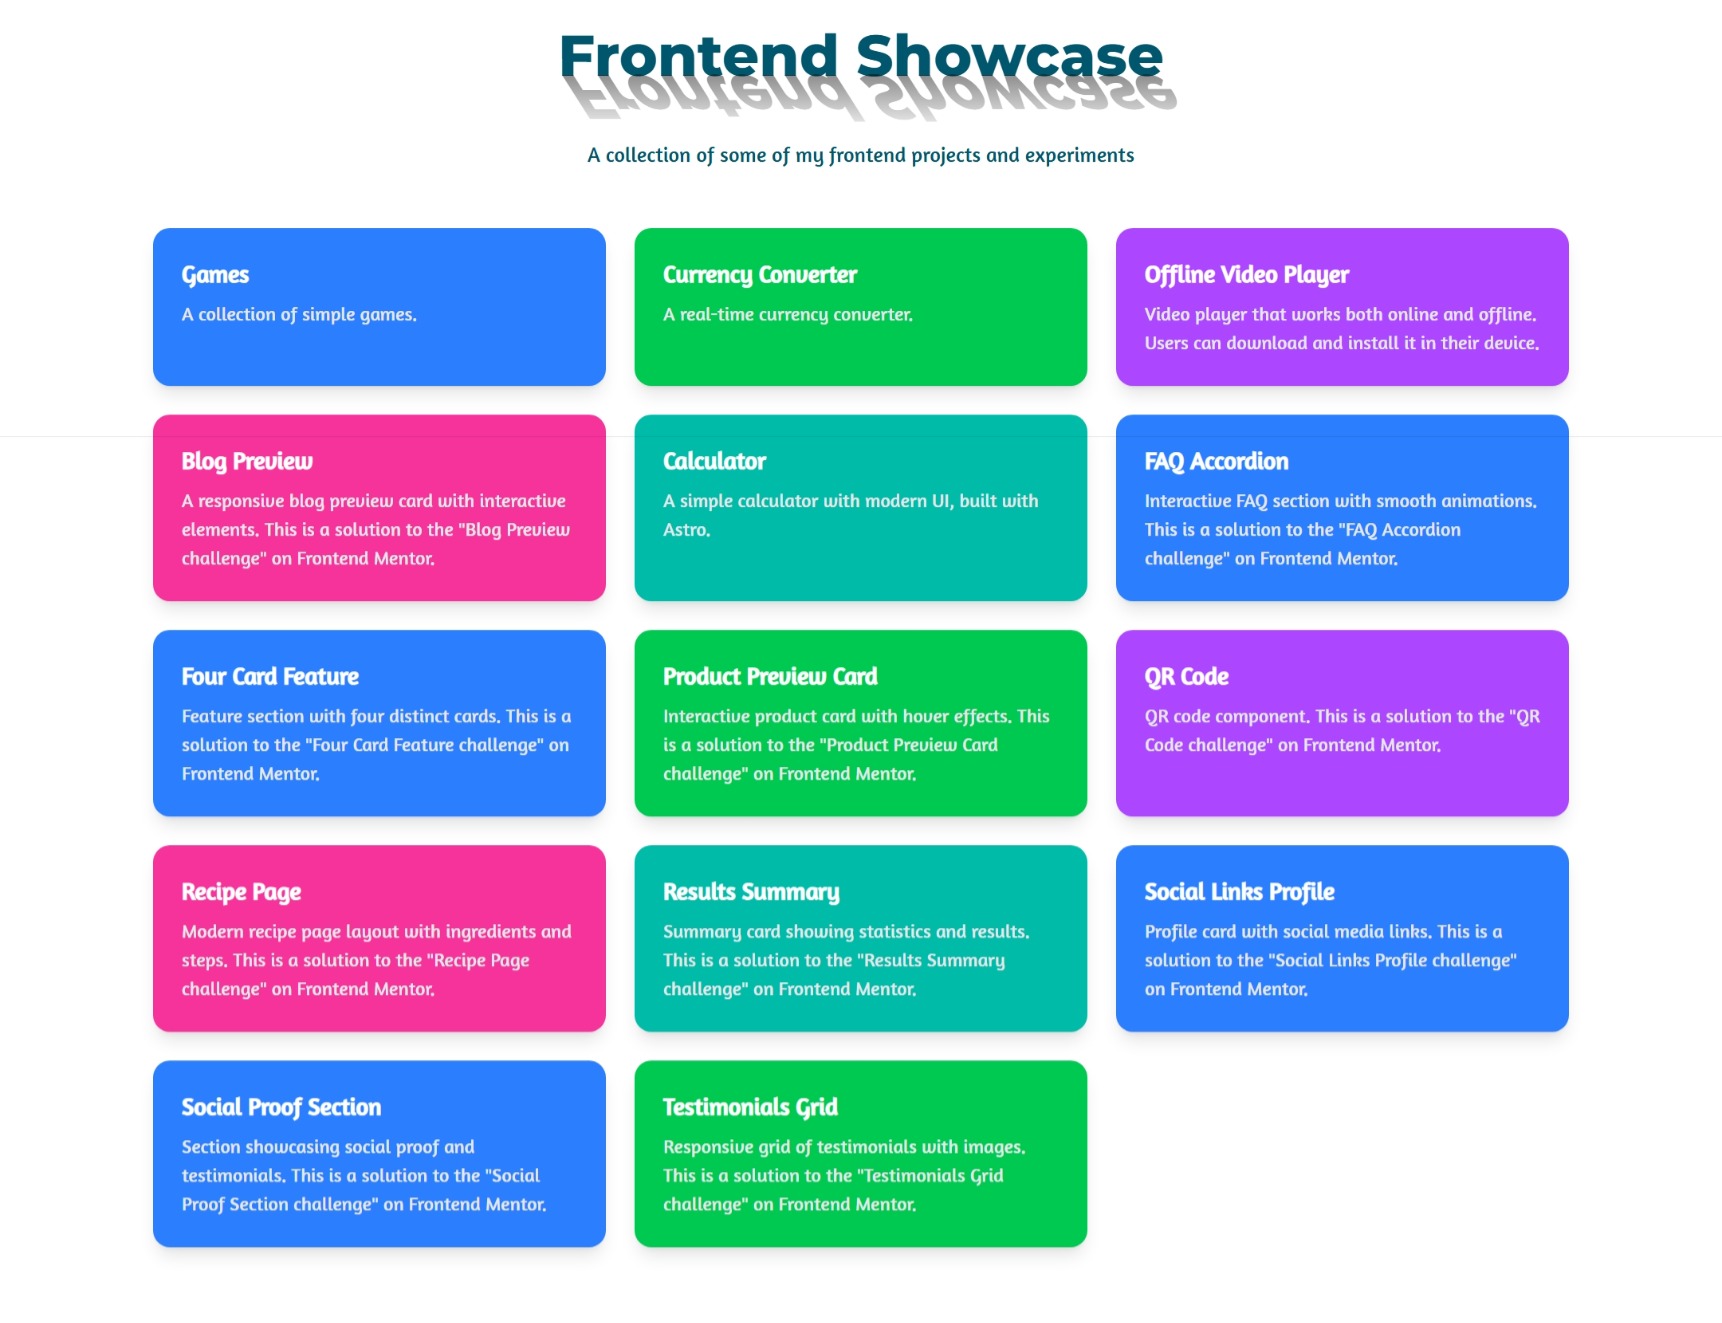 Frontend Showcase
A collection of some of my frontend projects and experiments
Games
A collection of simple games.
Currency Converter
A real-time currency converter.
Offline Video Player
Video player that works both online and offline.
Users can download and install it in their device.
Blog Preview
A responsive blog preview card with interactive
elements. This is a solution to the "Blog Preview
challenge" on Frontend Mentor.
Calculator
A simple calculator with modern UI, built with
Astro.
FAQ Accordion
Interactive FAQ section with smooth animations.
This is a solution to the "FAQ Accordion
challenge" on Frontend Mentor.
Four Card Feature
Feature section with four distinct cards. This is a
solution to the "Four Card Feature challenge" on
Frontend Mentor.
Product Preview Card
Interactive product card with hover effects. This
is a solution to the "Product Preview Card
challenge" on Frontend Mentor.
QR Code
QR code component. This is a solution to the "QR
Code challenge" on Frontend Mentor.
Recipe Page
Modern recipe page layout with ingredients and
steps. This is a solution to the "Recipe Page
challenge" on Frontend Mentor.
Results Summary
Summary card showing statistics and results.
This is a solution to the "Results Summary
challenge" on Frontend Mentor.
Social Links Profile
Profile card with social media links. This is a
solution to the "Social Links Profile challenge"
on Frontend Mentor.
Social Proof Section
Section showcasing social proof and
testimonials. This is a solution to the "Social
Proof Section challenge" on Frontend Mentor.
Testimonials Grid
Responsive grid of testimonials with images.
This is a solution to the "Testimonials Grid
challenge" on Frontend Mentor.